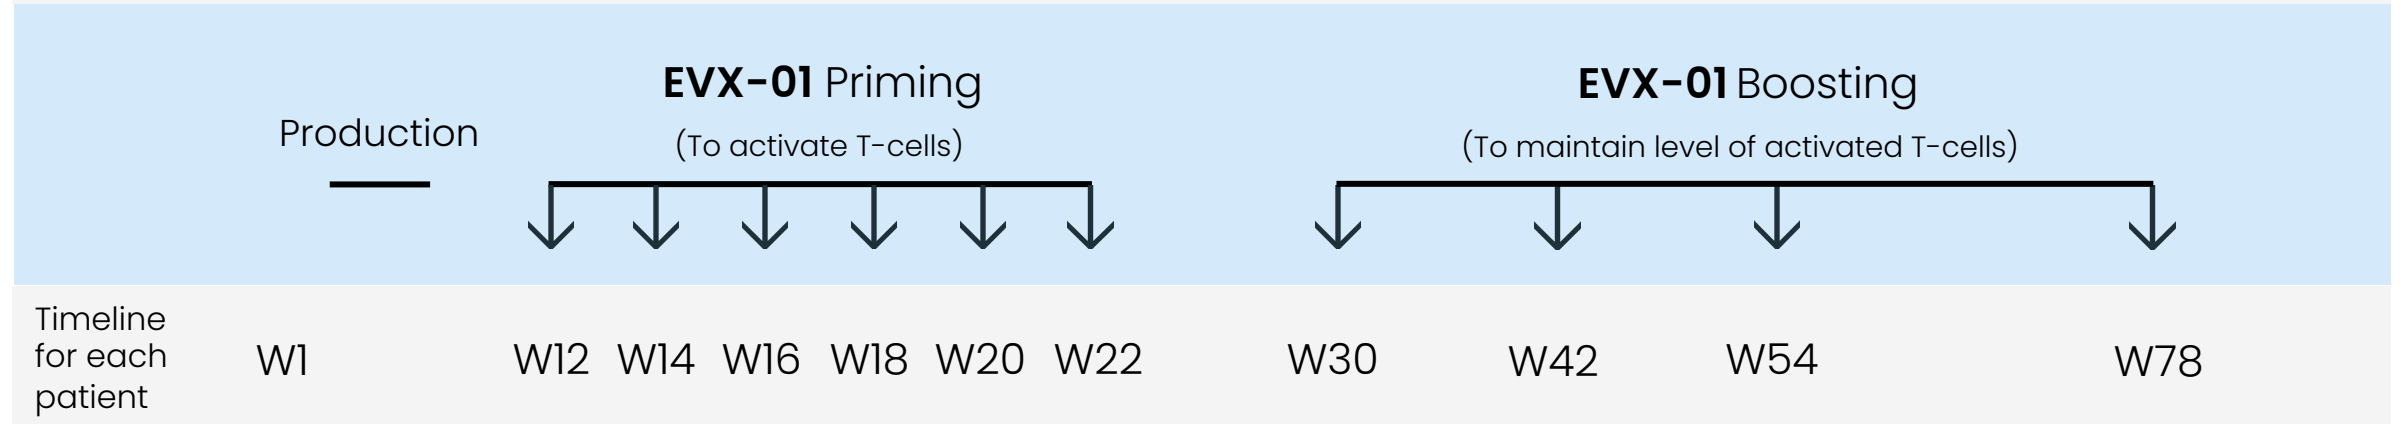 EVX-01 Priming
EVX-01 Boosting
Production
(To activate T-cells)
(To maintain level of activated T-cells)
Timeline
for each
patient
W1
W12 W14 W16 W18 W20 W22
W30 W42 W54 W78